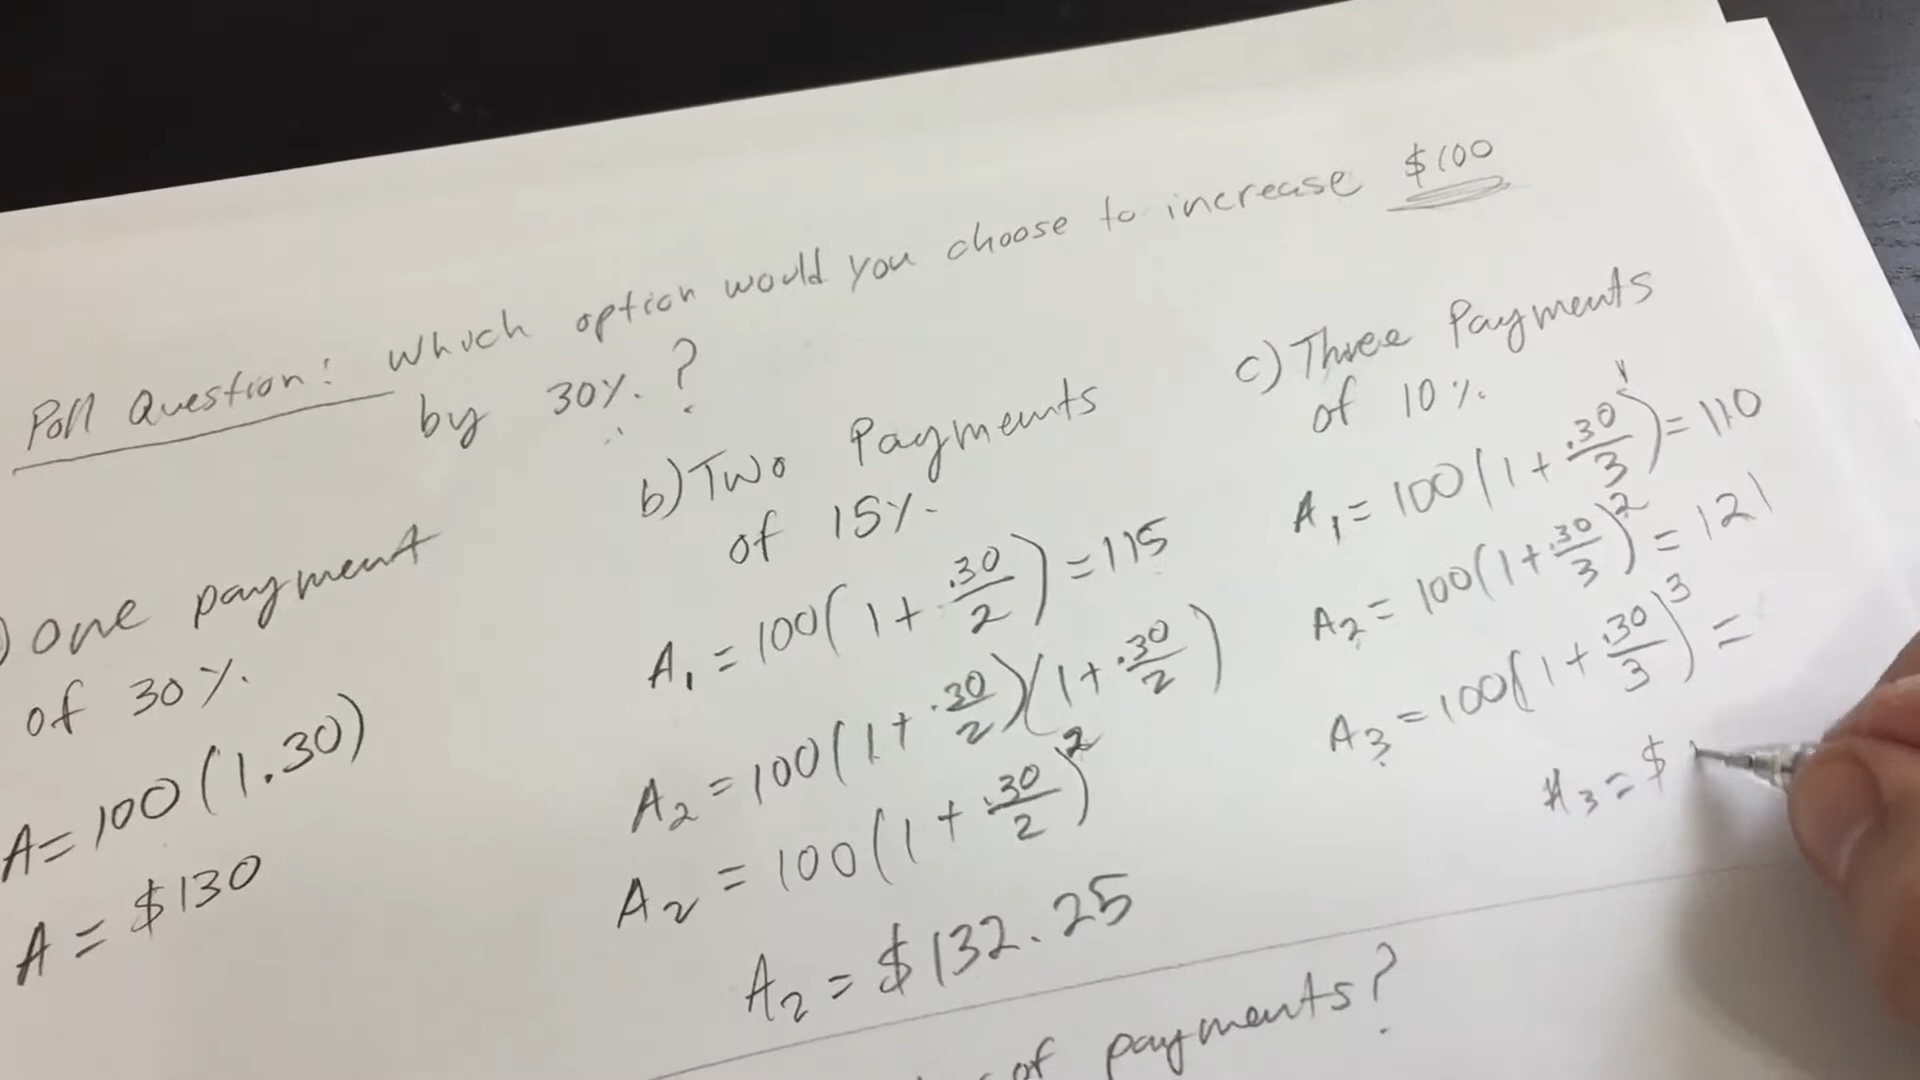 Poll Question: Which option would you choose to increase $100
by 30%?
) One payment
of 30%.
A = 100(1.30)
A = $130
b) Two Payments
of 15%.
A₁ = 100(1 + .30/2) = 115
A₂ = 100(1 + .30/2)(1 + .30/2)
A₂ = 100(1 + .30/2)²
A₂ = $132.25
c) Three Payments
of 10%.
A₁ = 100(1 + .30/3) = 110
A₂ = 100(1 + .30/3)² = 121
A₃ = 100(1 + .30/3)³ =
A₃ = $
of payments?